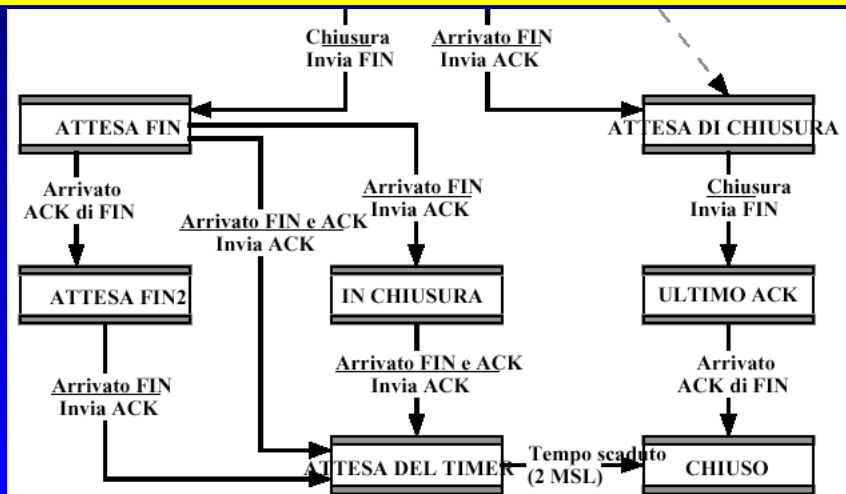 Chiusura
Invia FIN
Arrivato FIN
Invia ACK
ATTESA FIN
ATTESA DI CHIUSURA
Arrivato
ACK di FIN
Arrivato FIN e ACK
Invia ACK
Arrivato FIN
Invia ACK
Chiusura
Invia FIN
ATTESA FIN2
IN CHIUSURA
ULTIMO ACK
Arrivato FIN
Invia ACK
Arrivato FIN e ACK
Invia ACK
Arrivato
ACK di FIN
ATTESA DEL TIMER
Tempo scaduto
(2 MSL)
CHIUSO